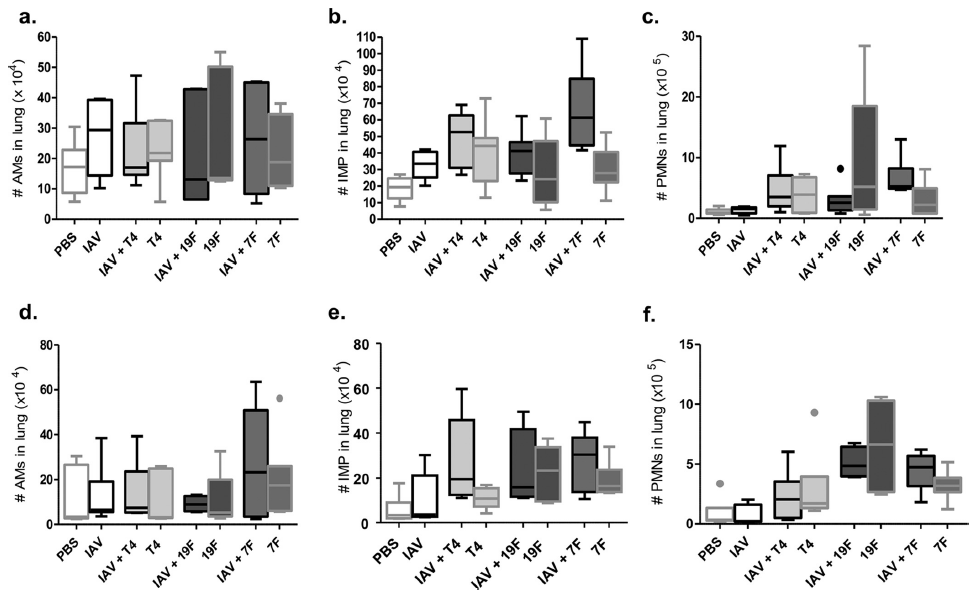 a.
# AMs in lung (x 10⁴)
60
50
40
30
20
10
0
PBS
IAV
IAV + T4
T4
IAV + 19F
19F
IAV + 7F
7F
b.
# IMP in lung (x10 ⁴)
110
100
90
80
70
60
50
40
30
20
10
0
PBS
IAV
IAV + T4
T4
IAV + 19F
19F
IAV + 7F
7F
c.
# PMNs in lung (x10 ⁵)
30
20
10
0
PBS
IAV
IAV + T4
T4
IAV + 19F
19F
IAV + 7F
7F
d.
# AMs in lung (x10 ⁴)
80
60
40
20
0
PBS
IAV
IAV + T4
T4
IAV + 19F
19F
IAV + 7F
7F
e.
# IMP in lung (x10 ⁴)
80
60
40
20
0
PBS
IAV
IAV + T4
T4
IAV + 19F
19F
IAV + 7F
7F
f.
# PMNs in lung (x10 ⁵)
15
10
5
0
PBS
IAV
IAV + T4
T4
IAV + 19F
19F
IAV + 7F
7F